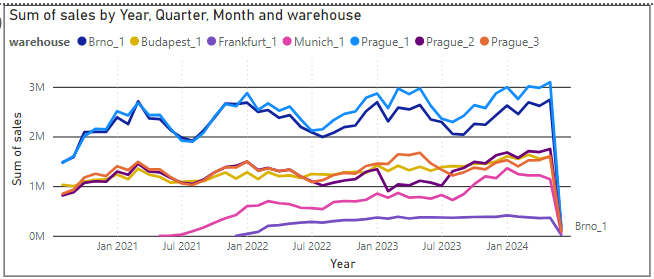 Sum of sales by Year, Quarter, Month and warehouse
warehouse Brno_1 Budapest_1 Frankfurt_1 Munich_1 Prague_1 Prague_2 Prague_3
3M
2M
1M
0M
Sum of sales
Brno_1
Jan 2021 Jul 2021 Jan 2022 Jul 2022 Jan 2023 Jul 2023 Jan 2024
Year